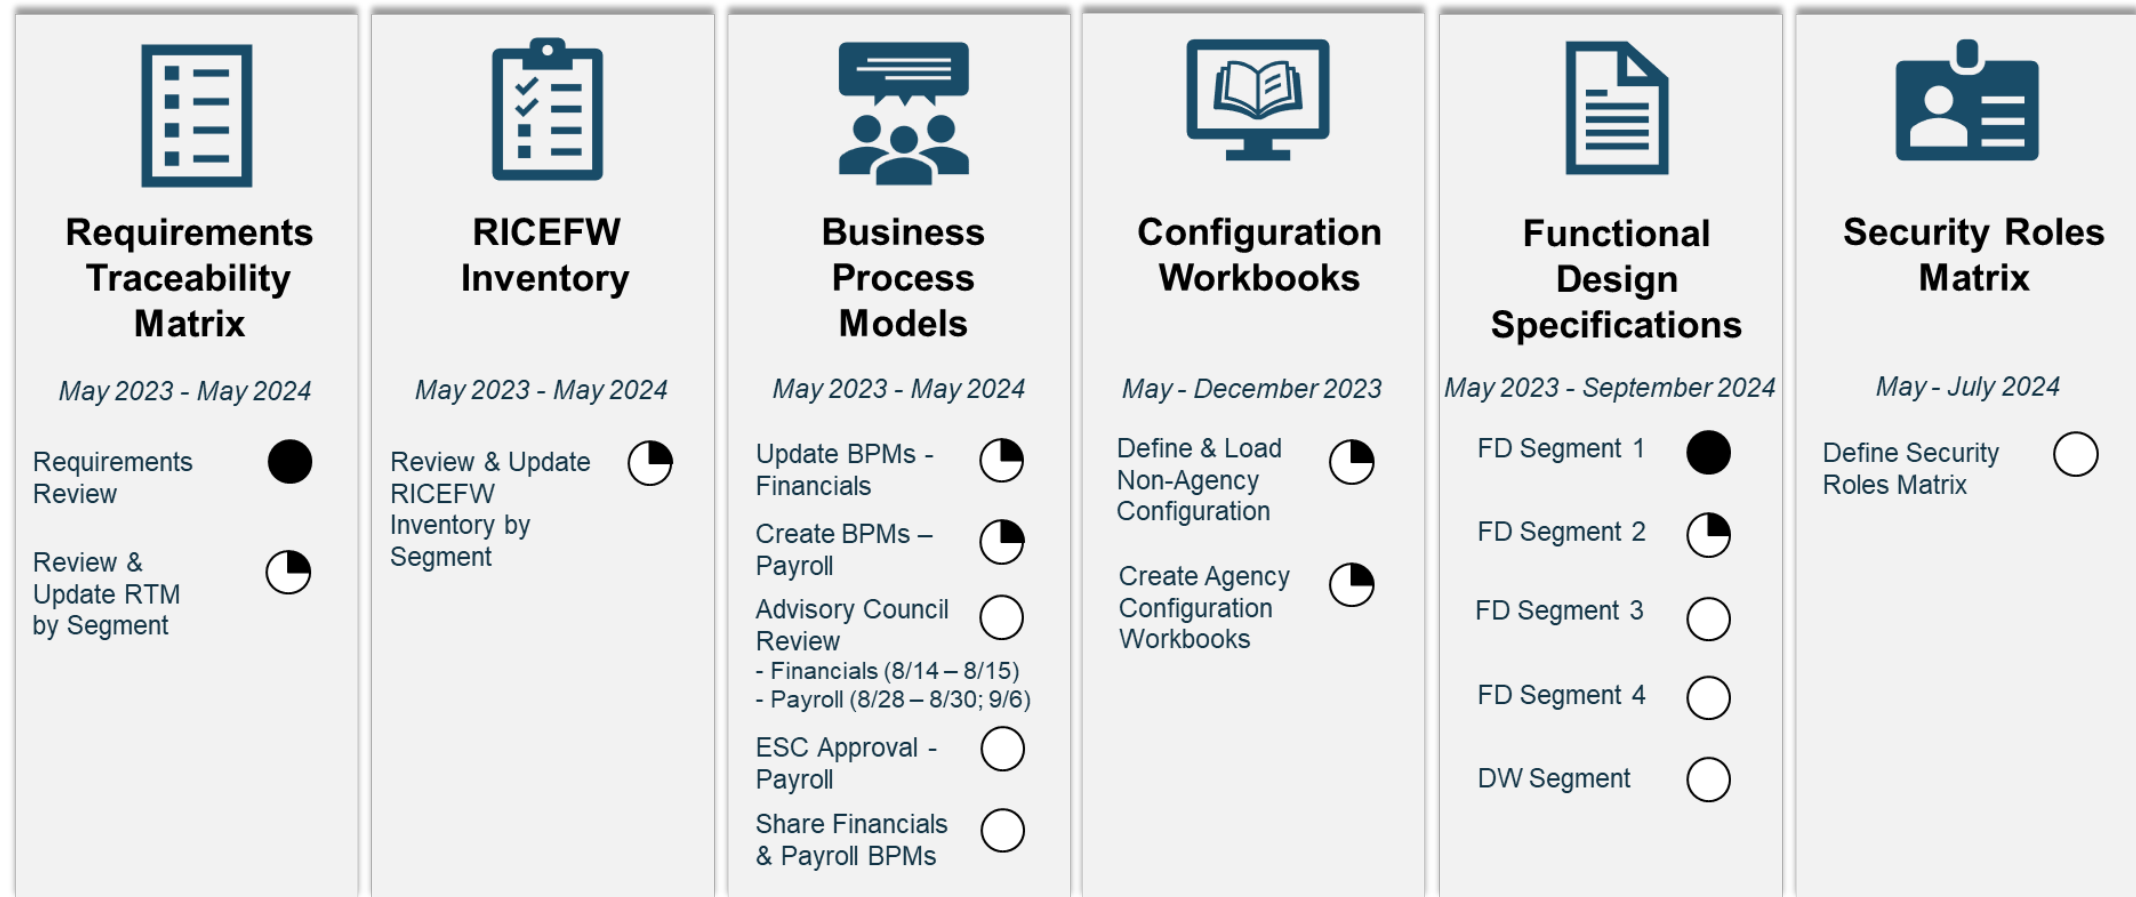 Requirements
Traceability
Matrix
May 2023 - May 2024
Requirements
Review
Review &
Update RTM
by Segment
RICEFW
Inventory
May 2023 - May 2024
Review & Update
RICEFW
Inventory by
Segment
Business
Process
Models
May 2023 - May 2024
Update BPMs -
Financials
Create BPMs –
Payroll
Advisory Council
Review
- Financials (8/14 – 8/15)
- Payroll (8/28 – 8/30; 9/6)
ESC Approval -
Payroll
Share Financials
& Payroll BPMs
Configuration
Workbooks
May - December 2023
Define & Load
Non-Agency
Configuration
Create Agency
Configuration
Workbooks
Functional
Design
Specifications
May 2023 - September 2024
FD Segment 1
FD Segment 2
FD Segment 3
FD Segment 4
DW Segment
Security Roles
Matrix
May - July 2024
Define Security
Roles Matrix